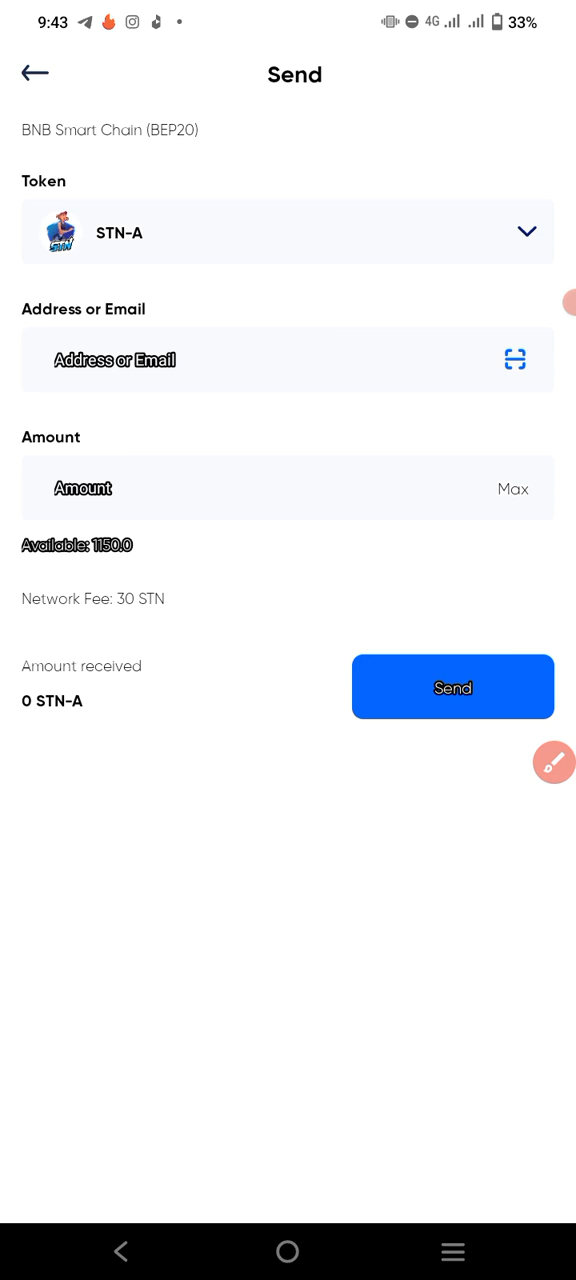 9:43
4G
33%
Send
BNB Smart Chain (BEP20)
Token
STN-A
Address or Email
Address or Email
Amount
Amount
Max
Available: 1150.0
Network Fee: 30 STN
Amount received
0 STN-A
Send